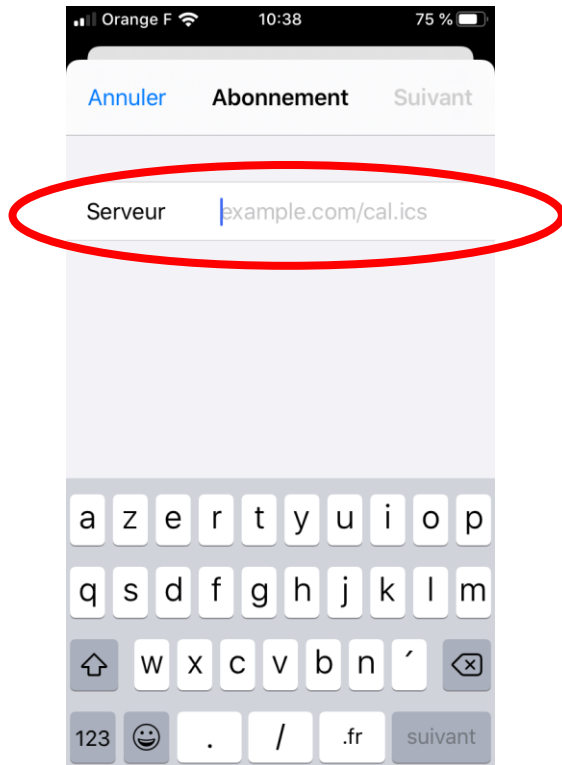 Orange F 10:38 75 %
Annuler Abonnement Suivant
Serveur example.com/cal.ics
a z e r t y u i o p
q s d f g h j k l m
w x c v b n ´
123 . / .fr suivant